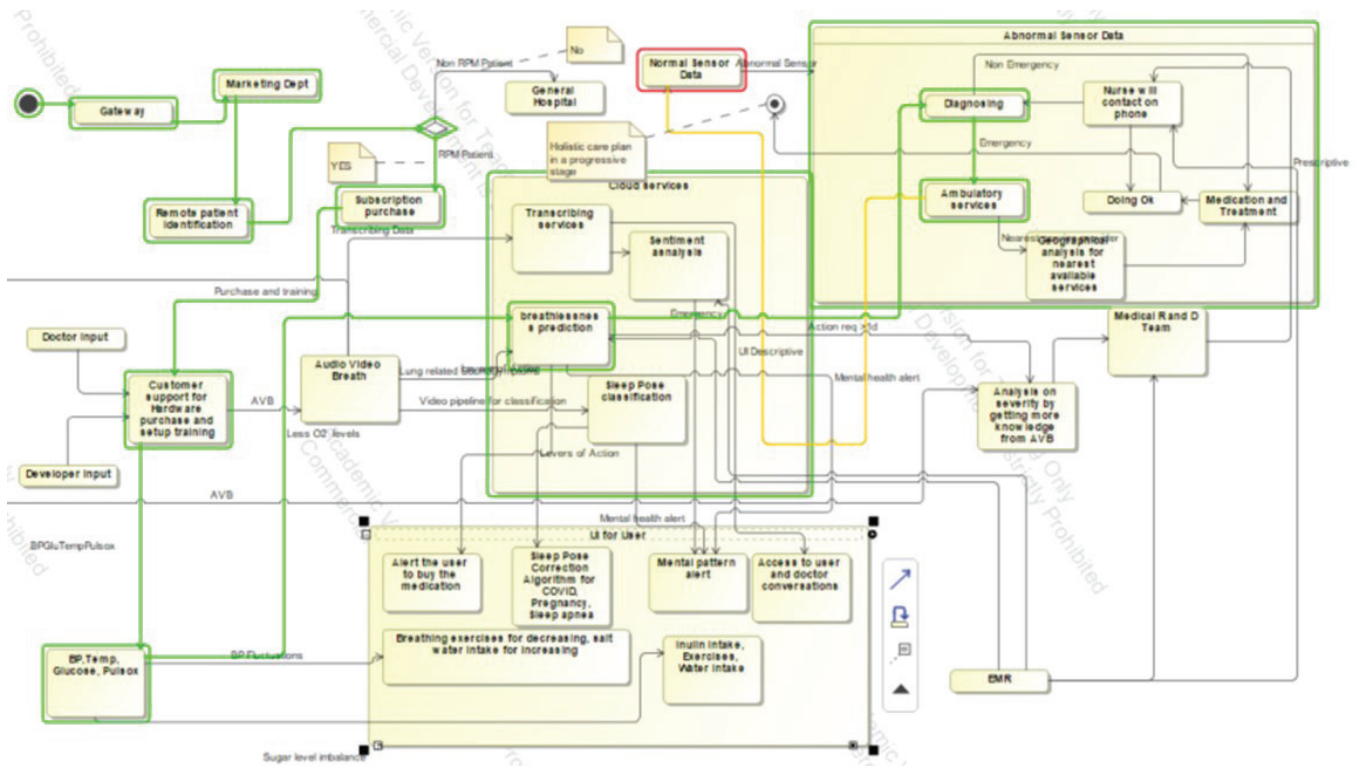 No
Non RPM Patient
Normal Sensor
Data
Abnormal Sensor
Abnormal Sensor Data
Non Emergency
Marketing Dept
Gateway
General
Hospital
Diagnosing
Nurse will
contact on
phone
Emergency
Prescriptive
YES
RPM Patient
Holistic care plan
in a progressive
stage
Cloud services
Remote patient
identification
Subscription
purchase
Transcribing Data
Transcribing
services
Sentiment
asnalysis
Ambulatory
services
Doing Ok
Medication and
Treatment
Geographical
analysis for
nearest
available
services
Purchase and training
breathlessnes
s prediction
Emergency
Action req
UI Descriptive
Medical R and D
Team
Doctor Input
Customer
support for
Hardware
purchase and
setup training
AVB
Audio Video
Breath
Lung related
Video pipeline for classification
Sleep Pose
classification
Mental health alert
Analysis on
severity by
getting more
knowledge
from AVB
Less O2 levels
Levers of Action
Developer Input
AVB
BPGluTempPulsox
Mental health alert
UI for User
Alert the user
to buy the
medication
Sleep Pose
Correction
Algorithm for
COVID,
Pregnancy,
Sleep apnea
Mental pattern
alert
Access to user
and doctor
conversations
BP,Temp,
Glucose, Pulsox
BP Fluctuations
Breathing exercises for decreasing, salt
water intake for increasing
Inulin intake,
Exercises,
Water intake
EMR
Sugar level imbalance